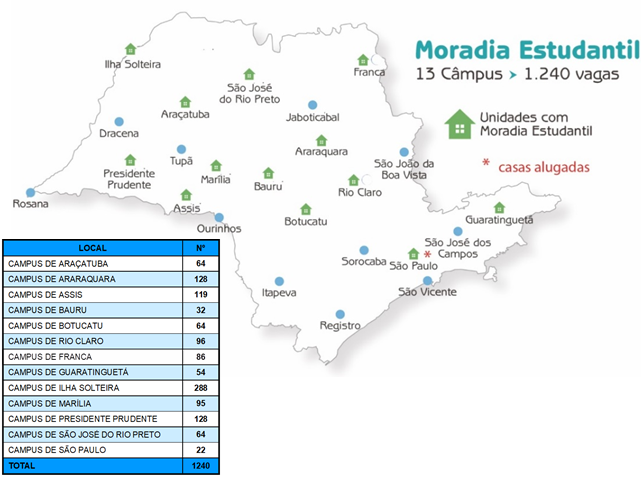 Moradia Estudantil
13 Câmpus > 1.240 vagas
Unidades com
Moradia Estudantil
* casas alugadas
Ilha Solteira
Franca
São José
do Rio Preto
Araçatuba
Jaboticabal
Dracena
Araraquara
São João da
Boa Vista
Tupã
Presidente
Prudente
Marília
Bauru
Rio Claro
Rosana
Assis
Ourinhos
Botucatu
Guaratinguetá
São José dos
Campos
Sorocaba
São Paulo
*
Itapeva
São Vicente
Registro
LOCAL N°
CAMPUS DE ARAÇATUBA 64
CAMPUS DE ARARAQUARA 128
CAMPUS DE ASSIS 119
CAMPUS DE BAURU 32
CAMPUS DE BOTUCATU 64
CAMPUS DE RIO CLARO 96
CAMPUS DE FRANCA 86
CAMPUS DE GUARATINGUETÁ 54
CAMPUS DE ILHA SOLTEIRA 288
CAMPUS DE MARÍLIA 95
CAMPUS DE PRESIDENTE PRUDENTE 128
CAMPUS DE SÃO JOSÉ DO RIO PRETO 64
CAMPUS DE SÃO PAULO 22
TOTAL 1240